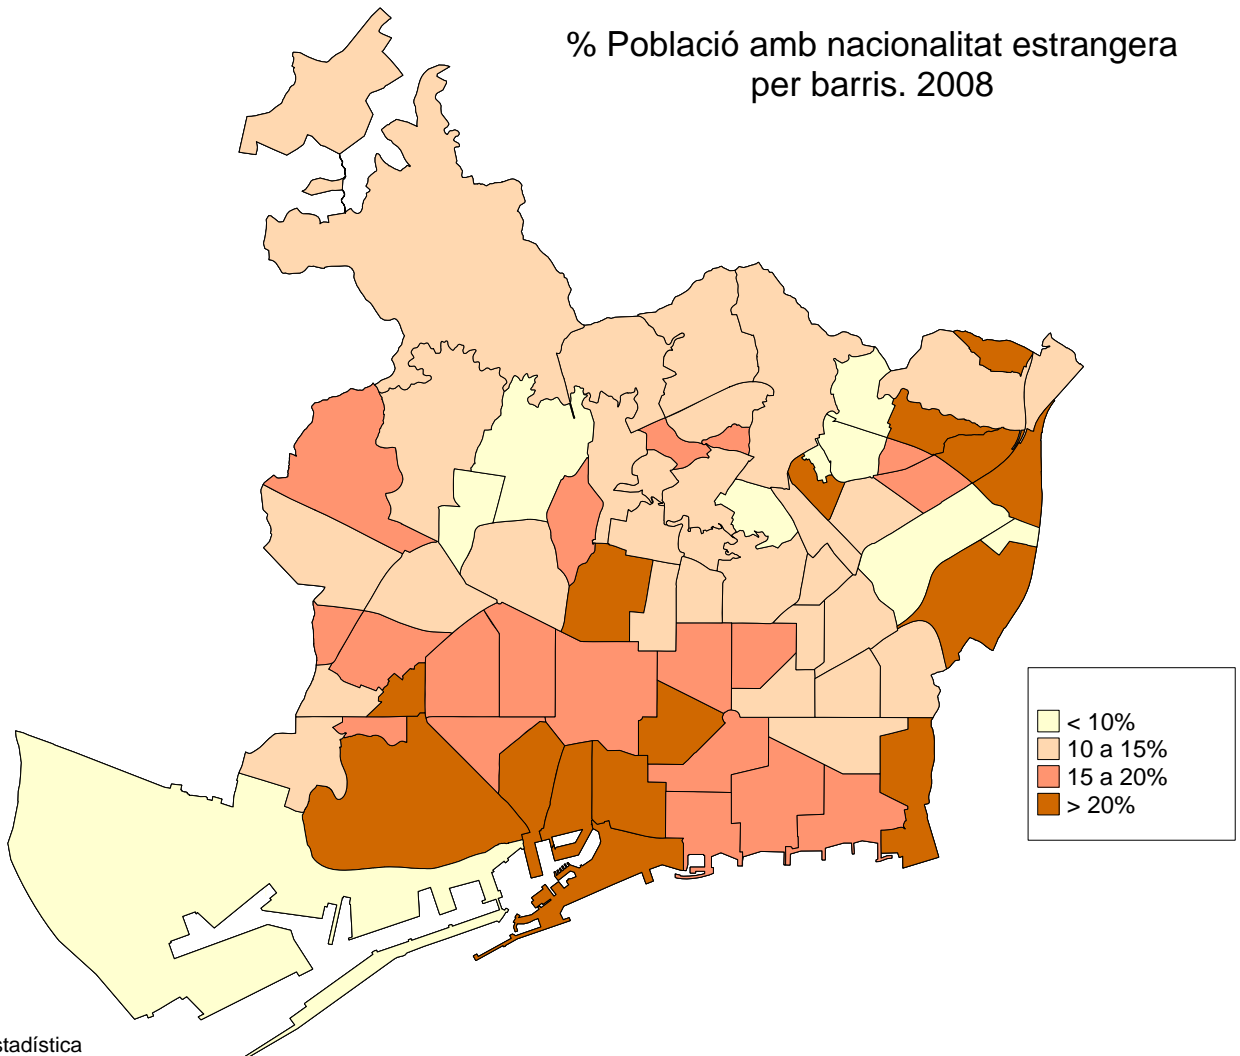 % Població amb nacionalitat estrangera
per barris. 2008
< 10%
10 a 15%
15 a 20%
> 20%
stadística